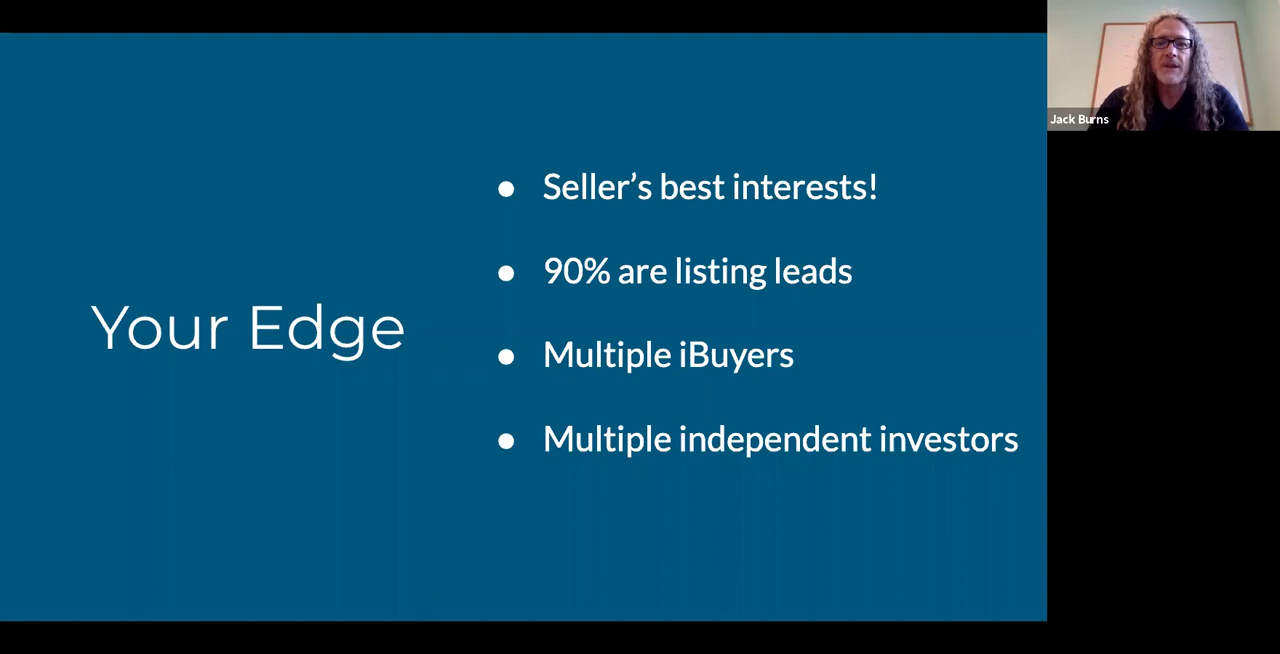 Your Edge
● Seller’s best interests!
● 90% are listing leads
● Multiple iBuyers
● Multiple independent investors
Jack Burns